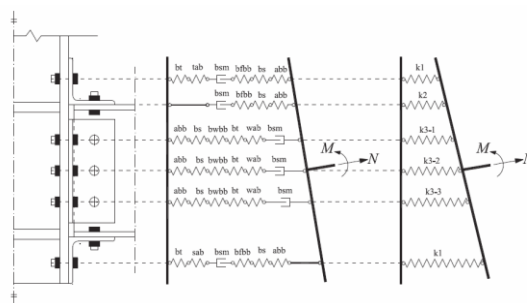 bt tab bsm bfbb bs abb k1
bsm bfbb bs abb k2
abb bs bwbb bt wab bsm k3-1
M N M N
abb bs bwbb bt wab bsm k3-2
abb bs bwbb bt wab bsm k3-3
bt sab bsm bfbb bs abb k1